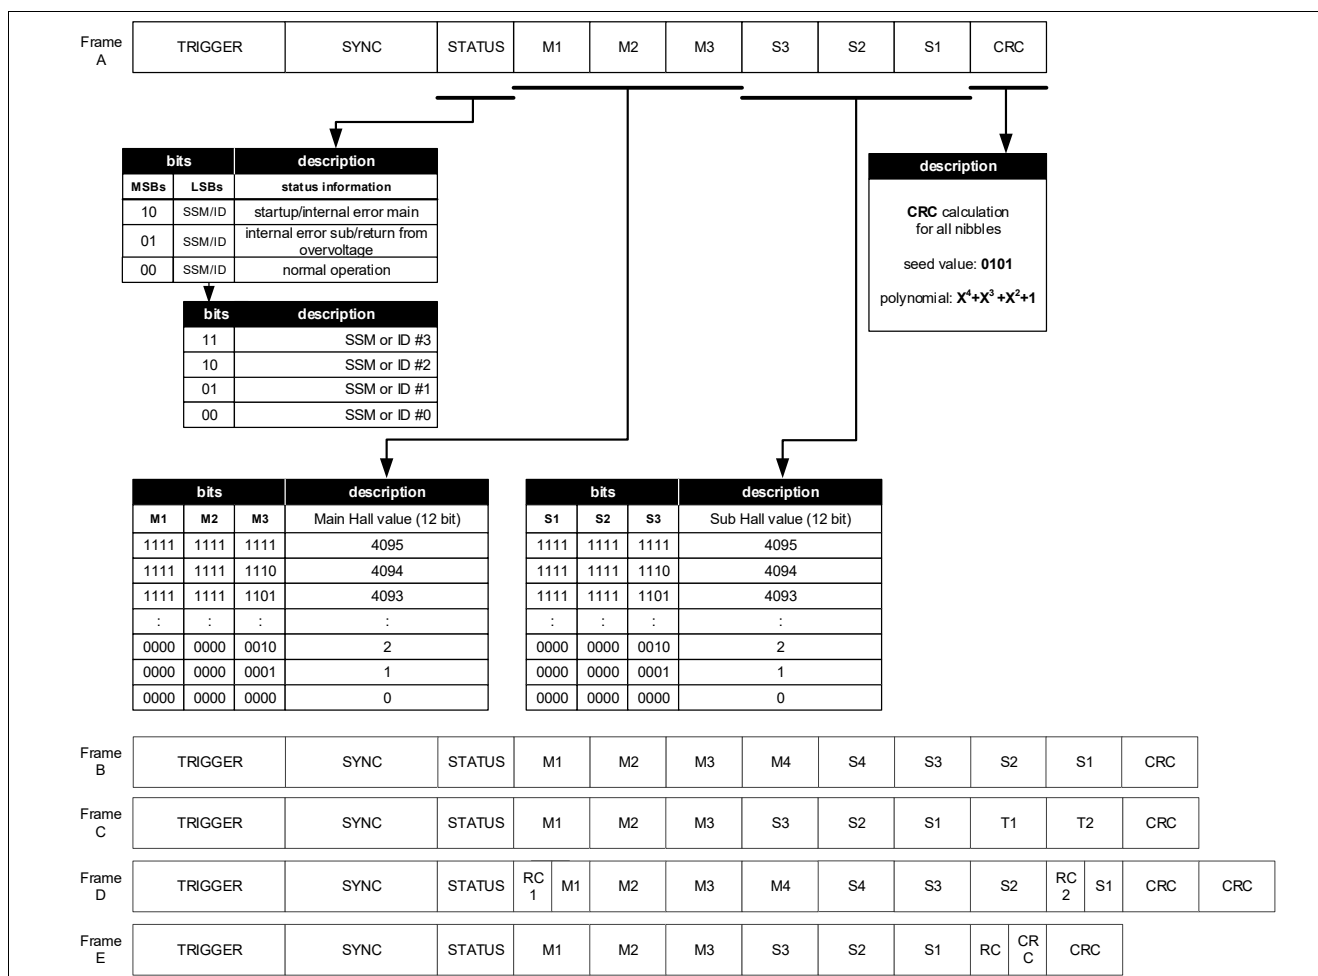 Frame A TRIGGER SYNC STATUS M1 M2 M3 S3 S2 S1 CRC
bits description
MSBs LSBs status information
10 SSM/ID startup/internal error main
01 SSM/ID internal error sub/return from overvoltage
00 SSM/ID normal operation
bits description
11 SSM or ID #3
10 SSM or ID #2
01 SSM or ID #1
00 SSM or ID #0
description
CRC calculation
for all nibbles
seed value: 0101
polynomial: X⁴+X³+X²+1
bits description
M1 M2 M3 Main Hall value (12 bit)
1111 1111 1111 4095
1111 1111 1110 4094
1111 1111 1101 4093
: : : :
0000 0000 0010 2
0000 0000 0001 1
0000 0000 0000 0
bits description
S1 S2 S3 Sub Hall value (12 bit)
1111 1111 1111 4095
1111 1111 1110 4094
1111 1111 1101 4093
: : : :
0000 0000 0010 2
0000 0000 0001 1
0000 0000 0000 0
Frame B TRIGGER SYNC STATUS M1 M2 M3 M4 S4 S3 S2 S1 CRC
Frame C TRIGGER SYNC STATUS M1 M2 M3 S3 S2 S1 T1 T2 CRC
Frame D TRIGGER SYNC STATUS RC 1 M1 M2 M3 M4 S4 S3 S2 RC 2 S1 CRC CRC
Frame E TRIGGER SYNC STATUS M1 M2 M3 S3 S2 S1 RC CR C CRC